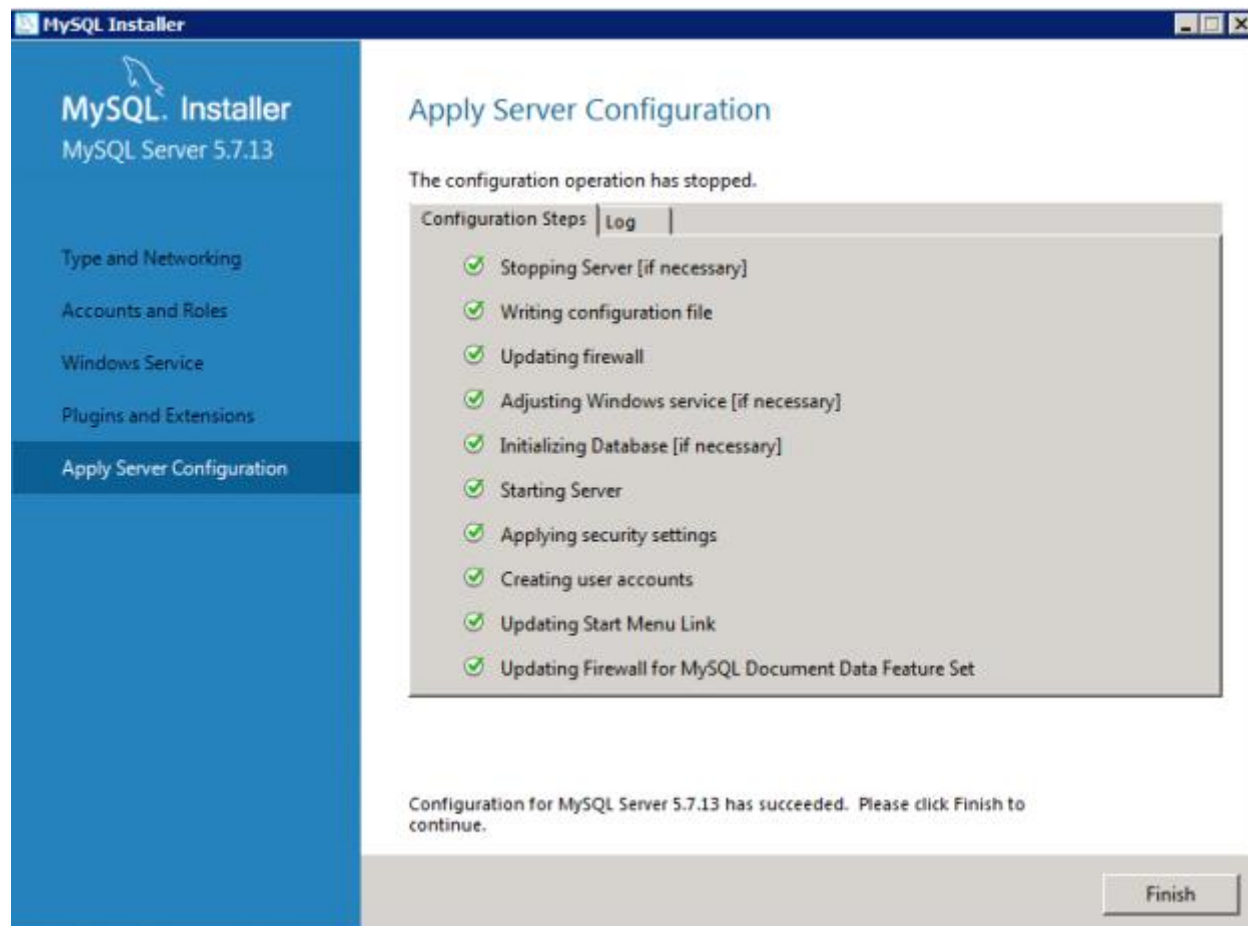 MySQL Installer
MySQL. Installer
MySQL Server 5.7.13
Type and Networking
Accounts and Roles
Windows Service
Plugins and Extensions
Apply Server Configuration
Apply Server Configuration
The configuration operation has stopped.
Configuration Steps Log
Stopping Server [if necessary]
Writing configuration file
Updating firewall
Adjusting Windows service [if necessary]
Initializing Database [if necessary]
Starting Server
Applying security settings
Creating user accounts
Updating Start Menu Link
Updating Firewall for MySQL Document Data Feature Set
Configuration for MySQL Server 5.7.13 has succeeded. Please click Finish to
continue.
Finish